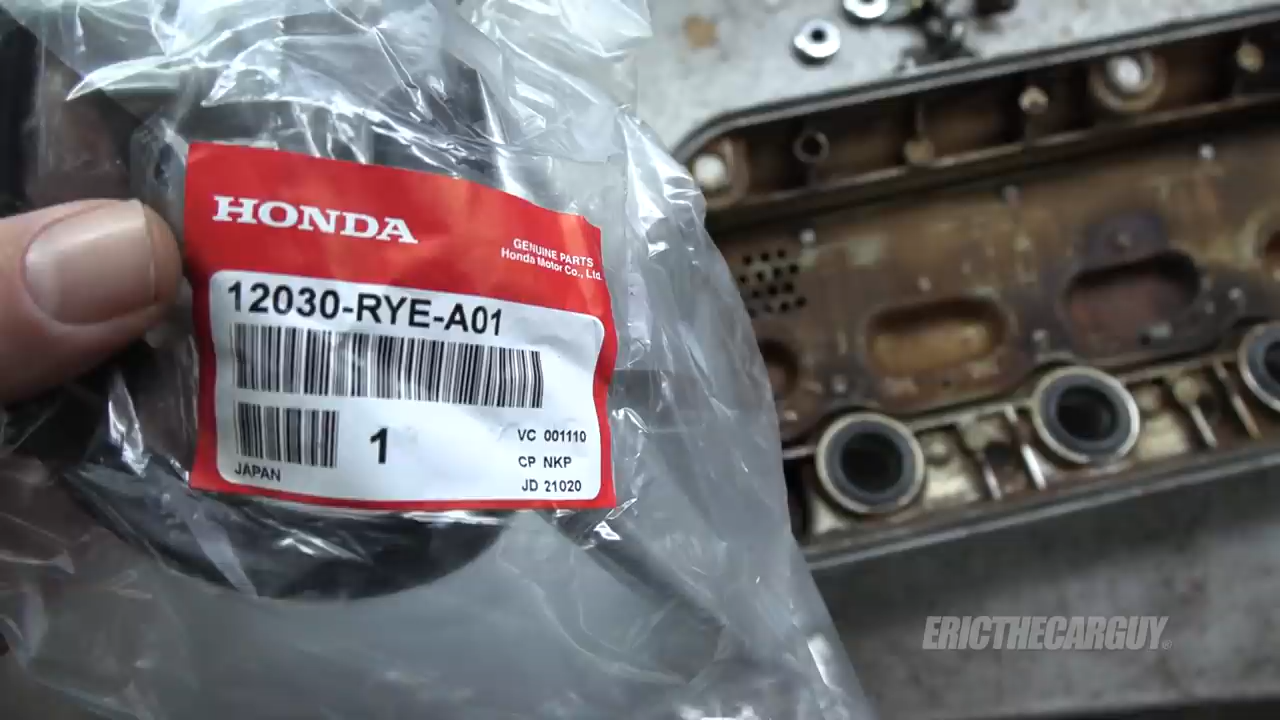 HONDA
GENUINE PARTS
Honda Motor Co., Ltd.
12030-RYE-A01
1
VC 001110
CP NKP
JD 21020
JAPAN
ERICTHECARGUY®